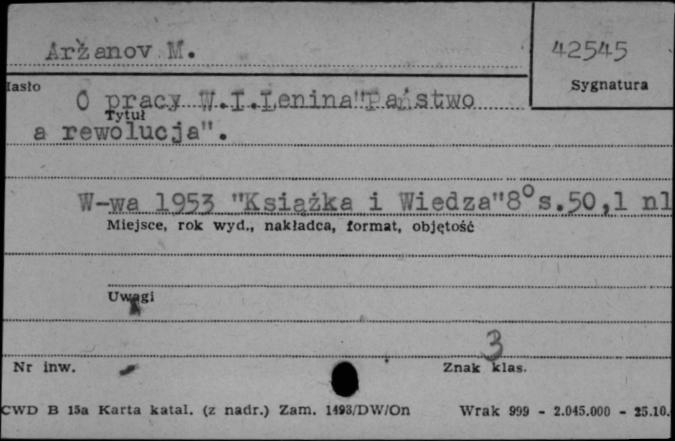 Arżanov M.
42545
Hasło
Sygnatura
O pracy W.I.Lenina"Państwo
Tytuł
a rewolucja".
W-wa 1953 "Książka i Wiedza"8° s.50,1 nl
Miejsce, rok wyd., nakładca, format, objętość
Uwagi
3
Nr inw.
Znak klas.
CWD B 15a Karta katal. (z nadr.) Zam. 1493/DW/On Wrak 999 - 2.045.000 - 25.10.